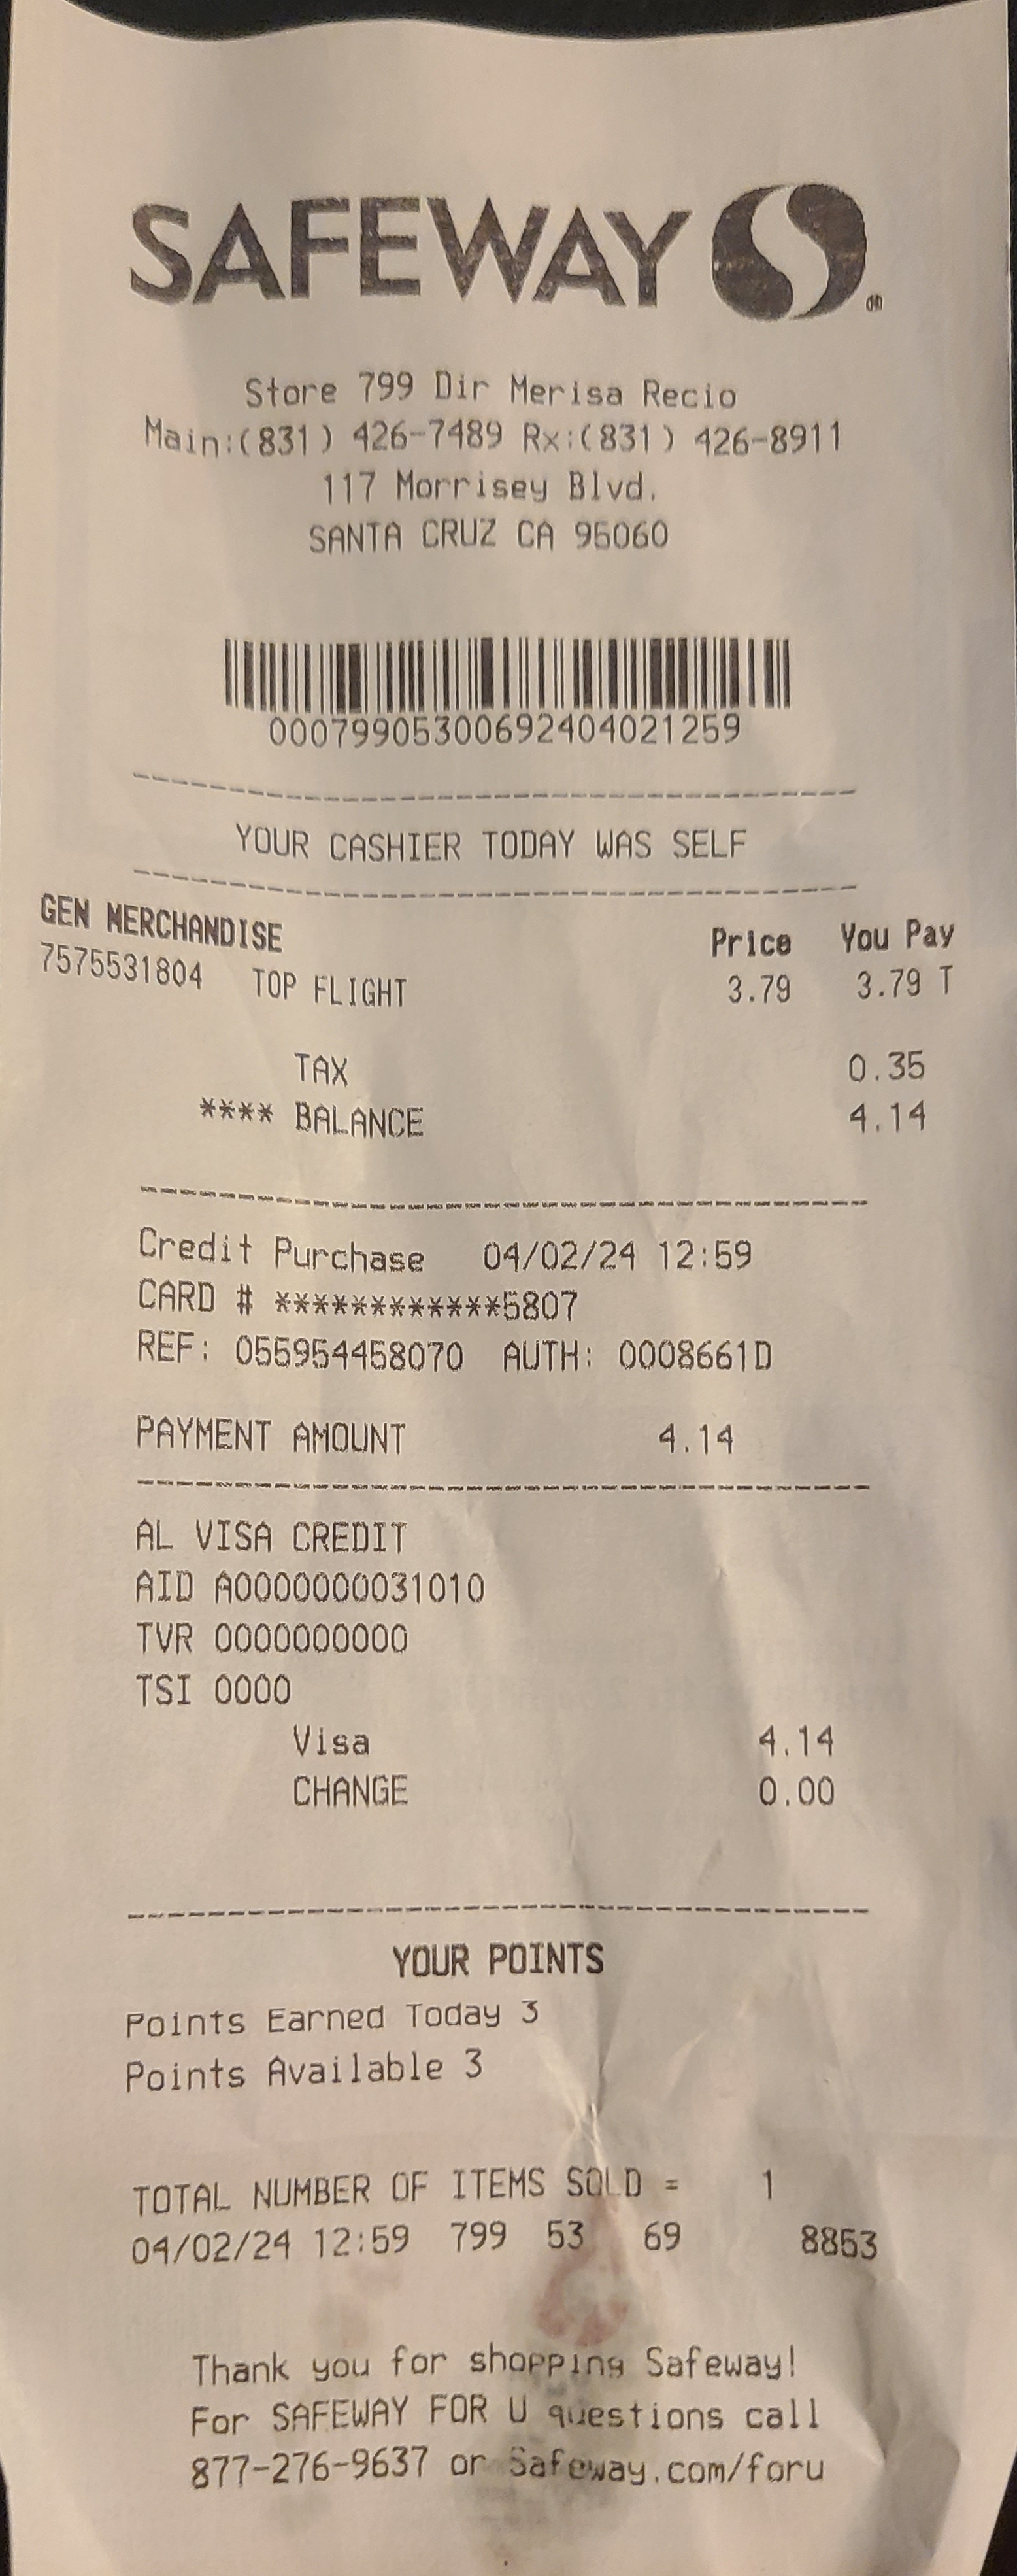 SAFEWAY ®
Store 799 Dir Merisa Recio
Main:(831) 426-7489 Rx:(831) 426-8911
117 Morrisey Blvd.
SANTA CRUZ CA 95060
00079905300692404021259
YOUR CASHIER TODAY WAS SELF
GEN MERCHANDISE Price You Pay
7575531804 TOP FLIGHT 3.79 3.79 T
TAX 0.35
**** BALANCE 4.14
Credit Purchase 04/02/24 12:59
CARD # ************5807
REF: 055954458070 AUTH: 0008661D
PAYMENT AMOUNT 4.14
AL VISA CREDIT
AID A0000000031010
TVR 0000000000
TSI 0000
Visa 4.14
CHANGE 0.00
YOUR POINTS
Points Earned Today 3
Points Available 3
TOTAL NUMBER OF ITEMS SOLD = 1
04/02/24 12:59 799 53 69 8853
Thank you for shopping Safeway!
For SAFEWAY FOR U questions call
877-276-9637 or Safeway.com/foru